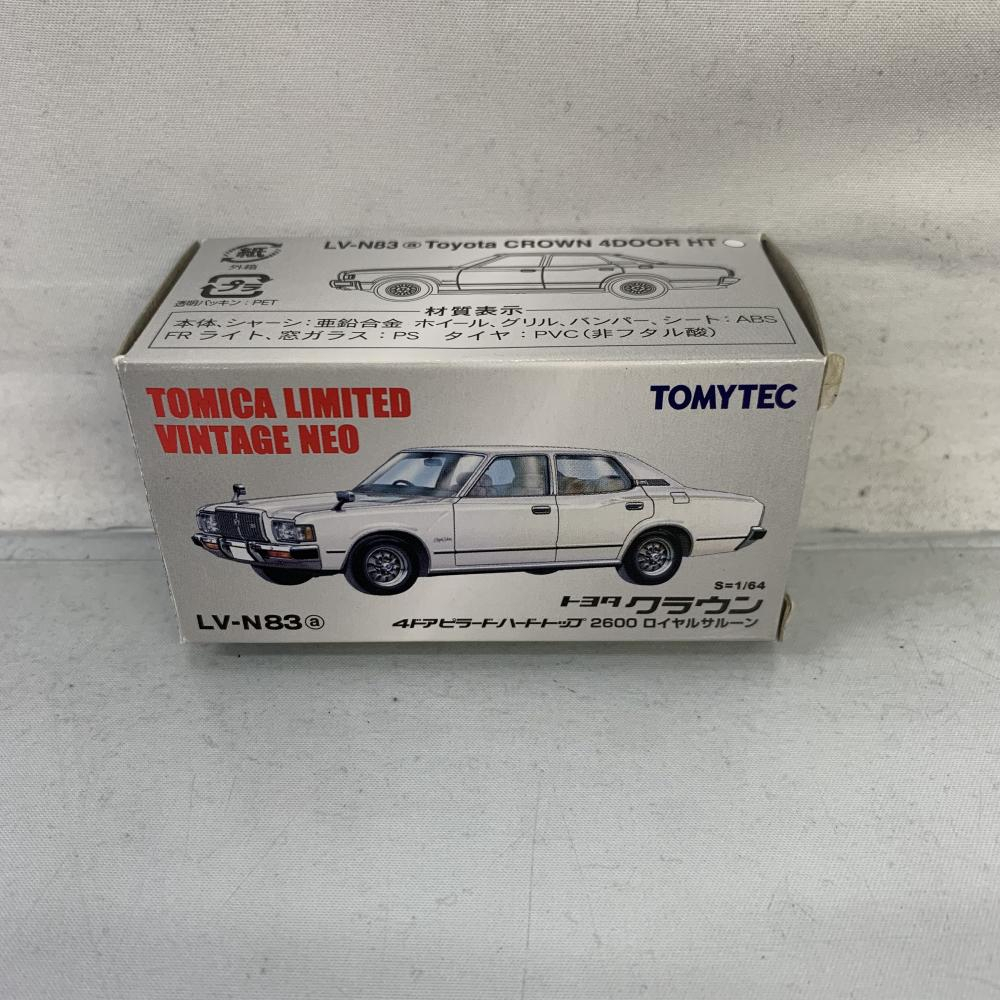 LV-N83 ⓐ Toyota CROWN 4DOOR HT
紙
外箱
プラ
透明パッキン：PET
材質表示
本体、シャーシ：亜鉛合金 ホイール、グリル、バンパー、シート：ABS
FRライト、窓ガラス：PS タイヤ：PVC（非フタル酸）
TOMICA LIMITED
VINTAGE NEO
TOMYTEC
S=1/64
トヨタ クラウン
LV-N83ⓐ
4ドアピラードハードトップ 2600 ロイヤルサルーン